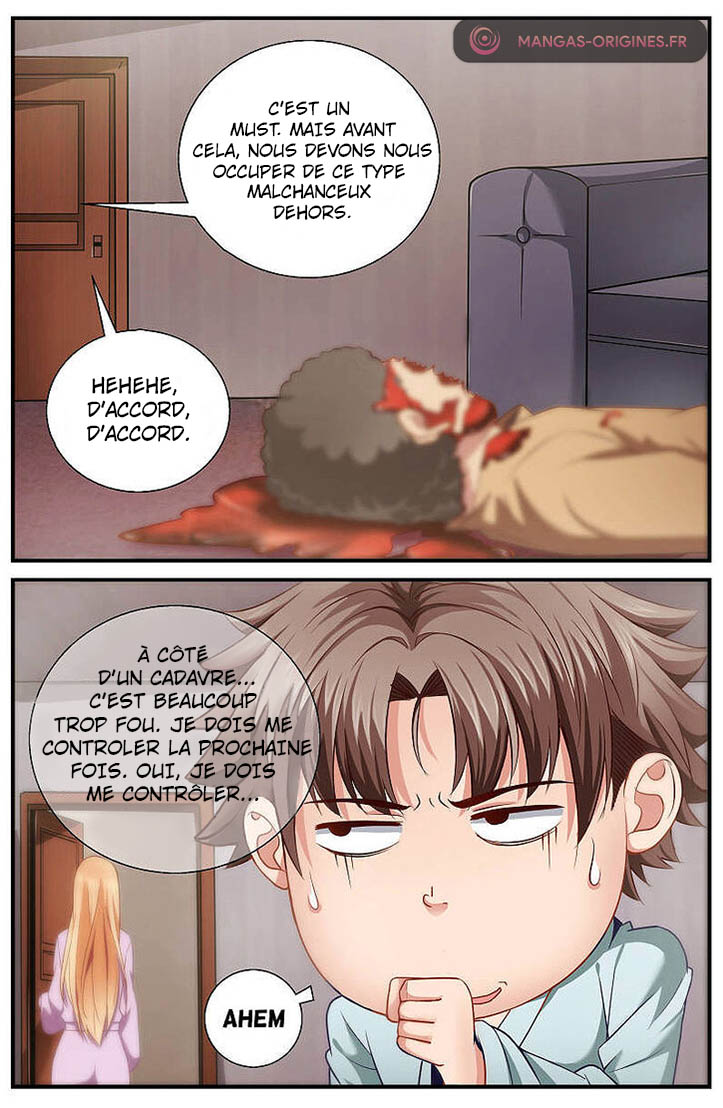 MANGAS-ORIGINES.FR
C'EST UN
MUST. MAIS AVANT
CELA, NOUS DEVONS NOUS
OCCUPER DE CE TYPE
MALCHANCEUX
DEHORS.
HEHEHE,
D'ACCORD,
D'ACCORD.
À CÔTÉ
D'UN CADAVRE...
C'EST BEAUCOUP
TROP FOU. JE DOIS ME
CONTROLER LA PROCHAINE
FOIS. OUI, JE DOIS
ME CONTRÔLER...
AHEM